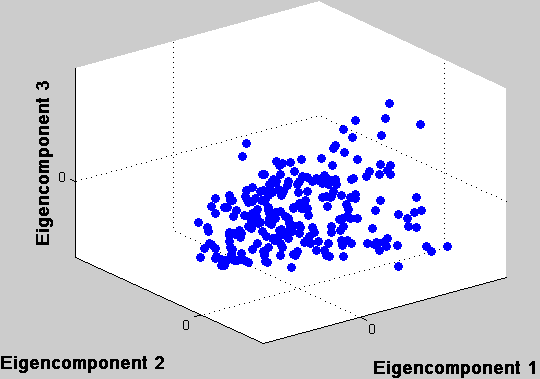 Eigencomponent 3
0
0
0
Eigencomponent 2
Eigencomponent 1